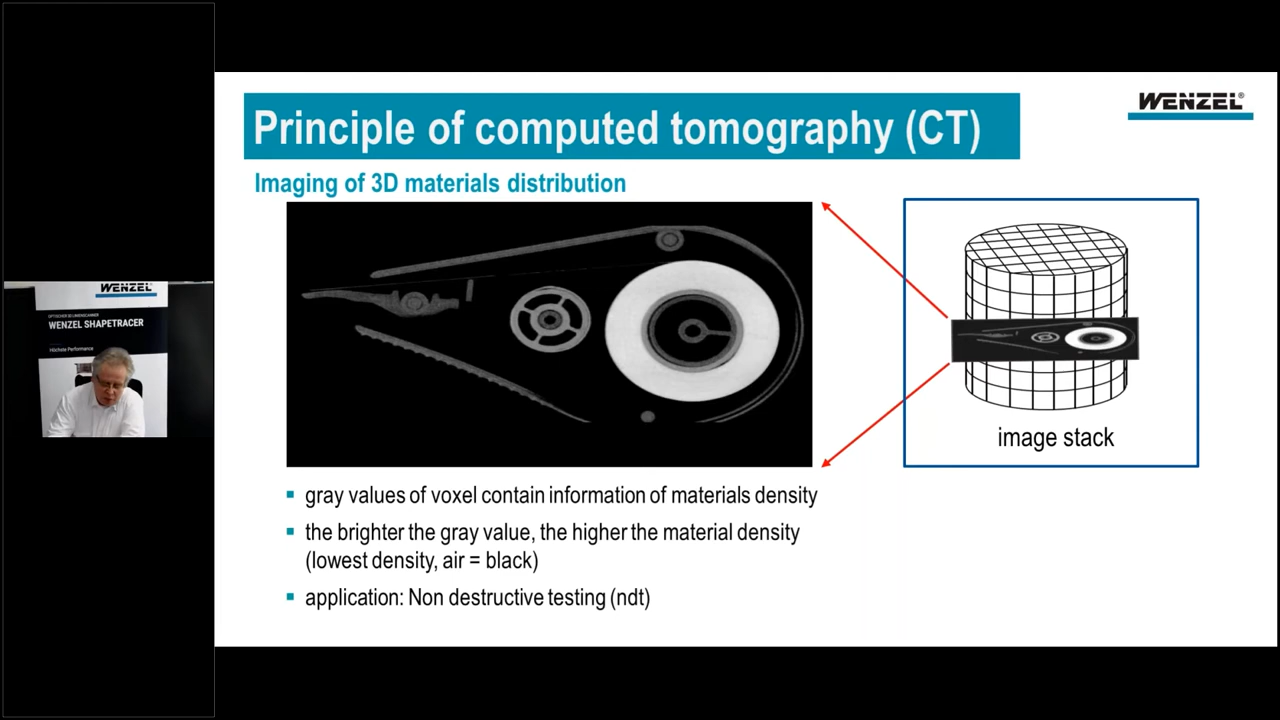 Principle of computed tomography (CT)
WENZEL®
Imaging of 3D materials distribution
image stack
▪ gray values of voxel contain information of materials density
▪ the brighter the gray value, the higher the material density
(lowest density, air = black)
▪ application: Non destructive testing (ndt)
WENZEL
WENZEL SHAPETRACER
Höchste Performance